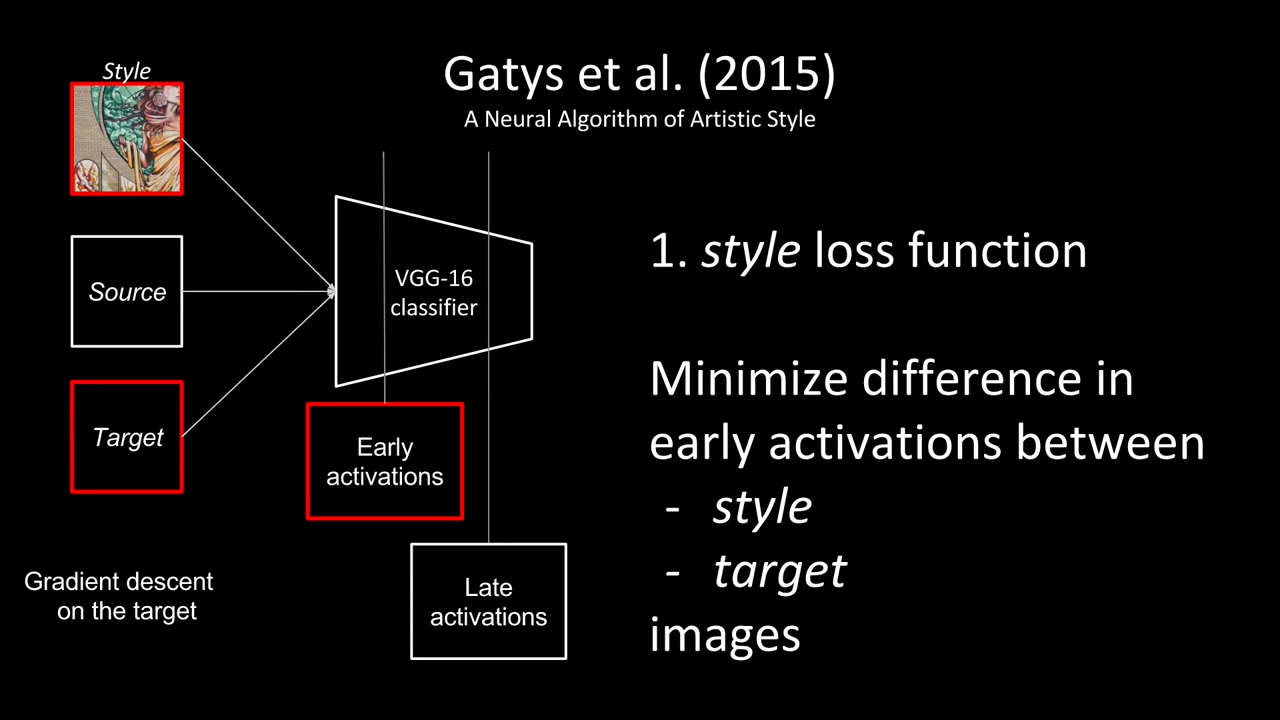 Style
Gatys et al. (2015)
A Neural Algorithm of Artistic Style
Source
Target
VGG-16
classifier
Early
activations
Late
activations
Gradient descent
on the target
1. style loss function
Minimize difference in
early activations between
- style
- target
images